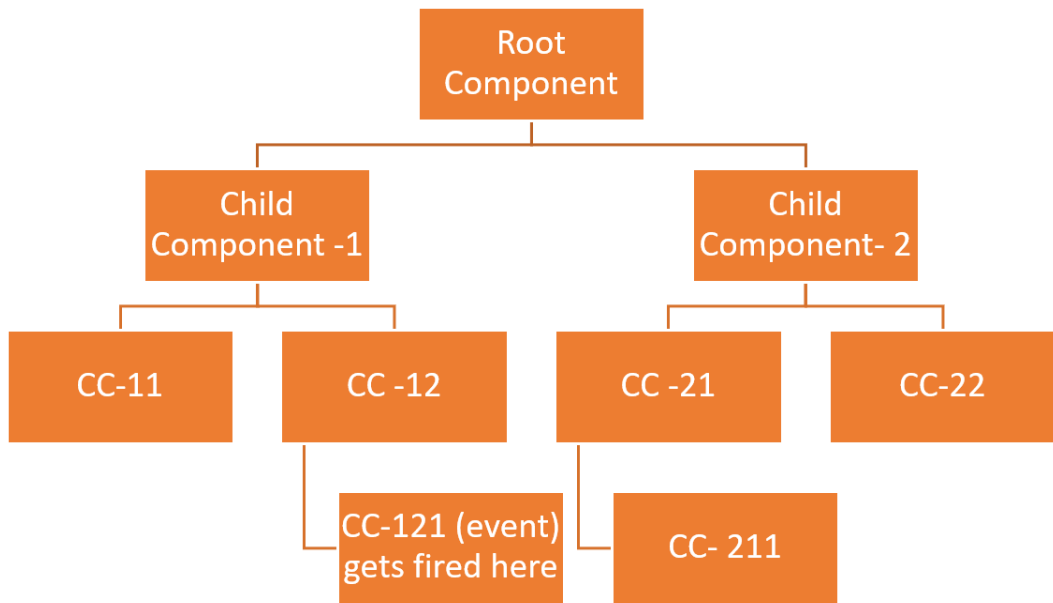 Root
Component
Child
Component -1
Child
Component- 2
CC-11
CC -12
CC -21
CC-22
CC-121 (event)
gets fired here
CC- 211